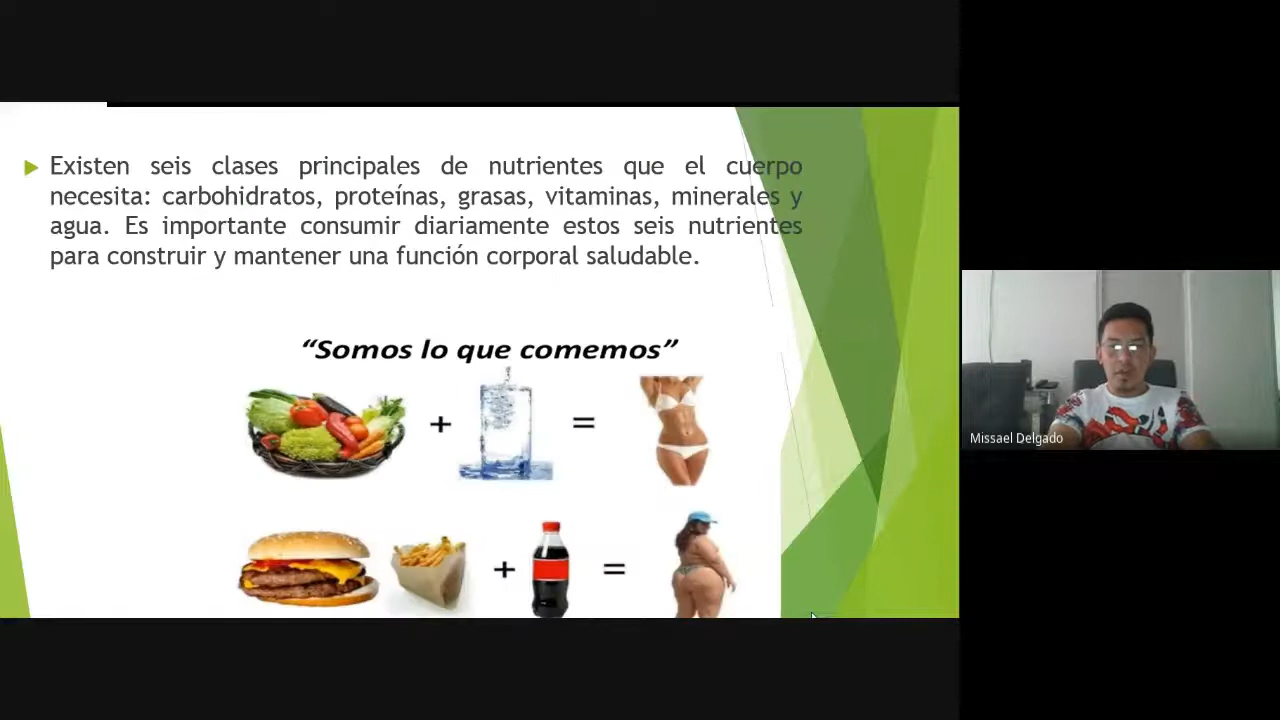 Existen seis clases principales de nutrientes que el cuerpo
necesita: carbohidratos, proteínas, grasas, vitaminas, minerales y
agua. Es importante consumir diariamente estos seis nutrientes
para construir y mantener una función corporal saludable.
“Somos lo que comemos”
+ =
+ =
Missael Delgado